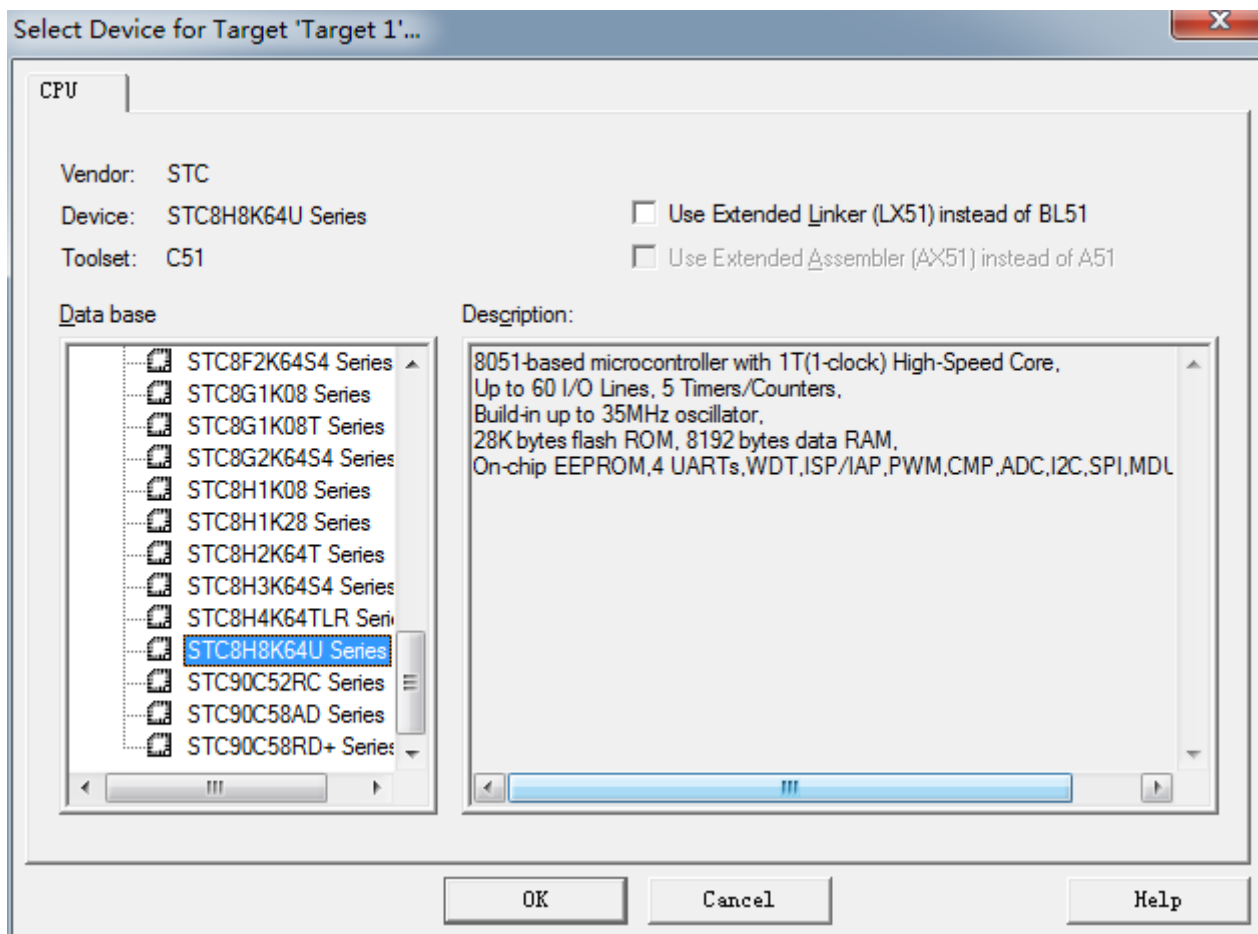 Select Device for Target 'Target 1'...
CPU
Vendor: STC
Device: STC8H8K64U Series
Toolset: C51
Use Extended Linker (LX51) instead of BL51
Use Extended Assembler (AX51) instead of A51
Data base
STC8F2K64S4 Series
STC8G1K08 Series
STC8G1K08T Series
STC8G2K64S4 Series
STC8H1K08 Series
STC8H1K28 Series
STC8H2K64T Series
STC8H3K64S4 Series
STC8H4K64TLR Seri
STC8H8K64U Series
STC90C52RC Series
STC90C58AD Series
STC90C58RD+ Series
Description:
8051-based microcontroller with 1T(1-clock) High-Speed Core,
Up to 60 I/O Lines, 5 Timers/Counters,
Build-in up to 35MHz oscillator,
28K bytes flash ROM, 8192 bytes data RAM,
On-chip EEPROM,4 UARTs,WDT,ISP/IAP,PWM,CMP,ADC,I2C,SPI,MDU
OK
Cancel
Help